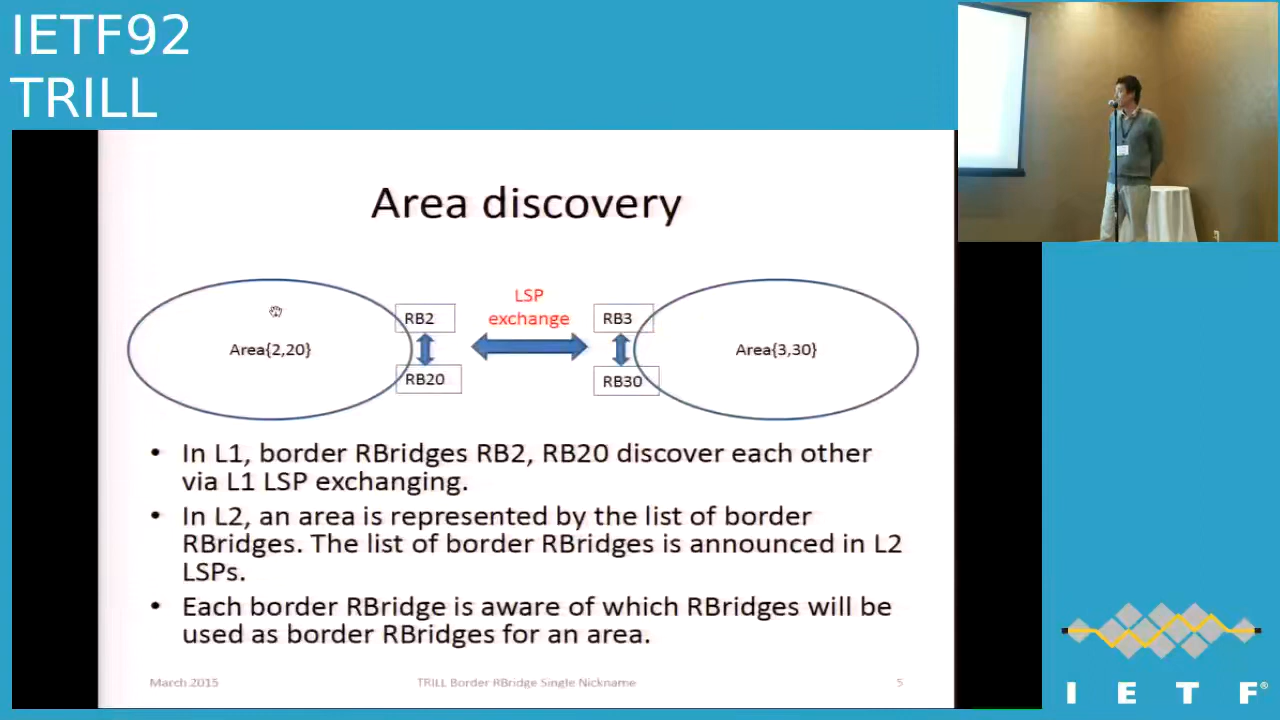 IETF92
TRILL
Area discovery
LSP
exchange
RB2
RB3
Area{2,20}
Area{3,30}
RB20
RB30
• In L1, border RBridges RB2, RB20 discover each other
via L1 LSP exchanging.
• In L2, an area is represented by the list of border
RBridges. The list of border RBridges is announced in L2
LSPs.
• Each border RBridge is aware of which RBridges will be
used as border RBridges for an area.
March 2015
TRILL Border RBridge Single Nickname
5
I E T F®